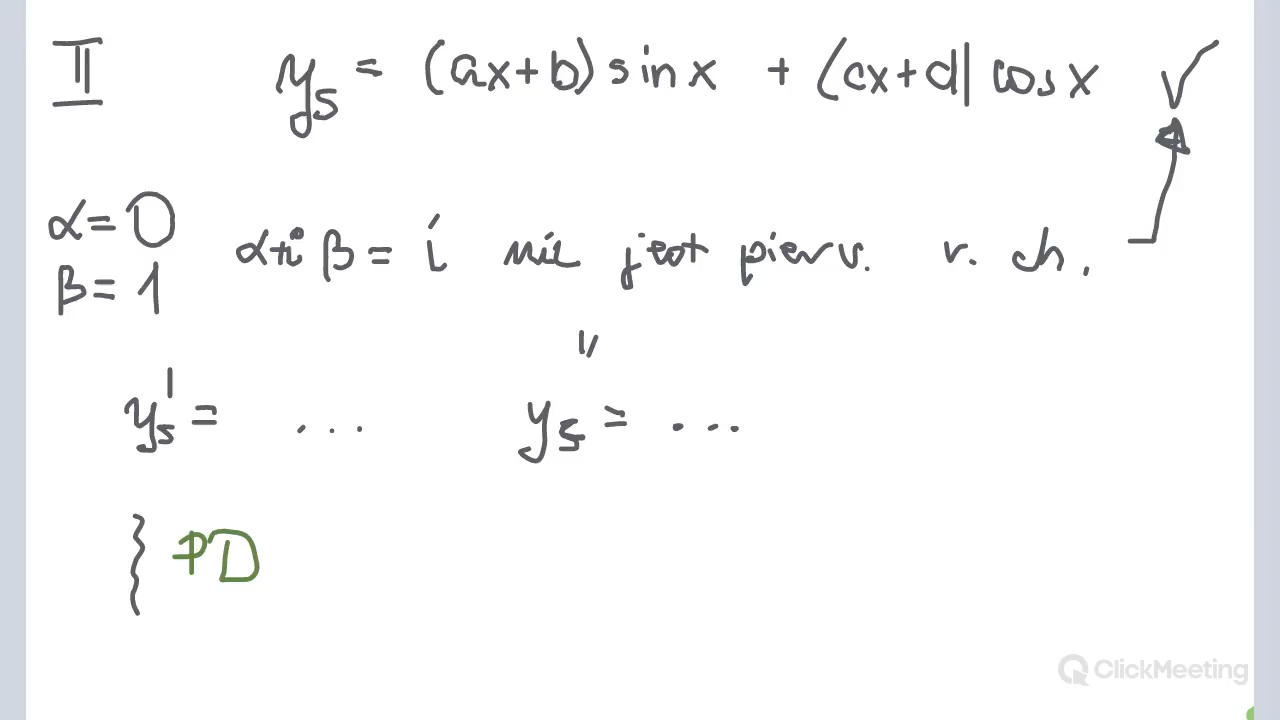 II y_s = (ax+b) sin x + (cx+d| cos x ✓
α=0
α+iβ = i nie jest pierw. r. ch.
β=1
y_s' = ... y_s'' = ...
} PD
ClickMeeting